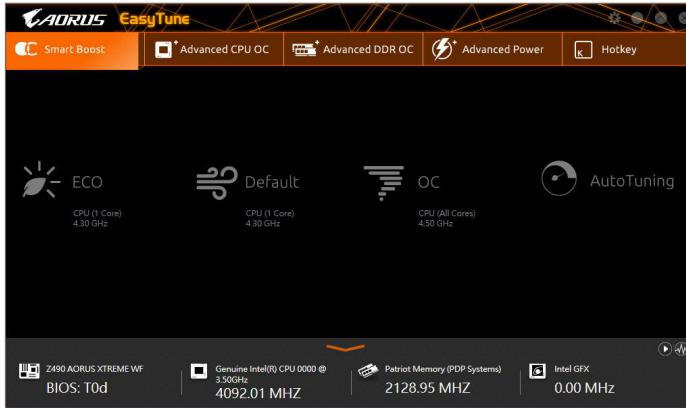 AORUS EasyTune
Smart Boost
Advanced CPU OC
Advanced DDR OC
Advanced Power
K Hotkey
ECO
CPU (1 Core)
4.30 GHz
Default
CPU (1 Core)
4.30 GHz
OC
CPU (All Cores)
4.50 GHz
AutoTuning
Z490 AORUS XTREME WF
BIOS: T0d
Genuine Intel(R) CPU 0000 @
3.50GHz
4092.01 MHZ
Patriot Memory (PDP Systems)
2128.95 MHZ
Intel GFX
0.00 MHz